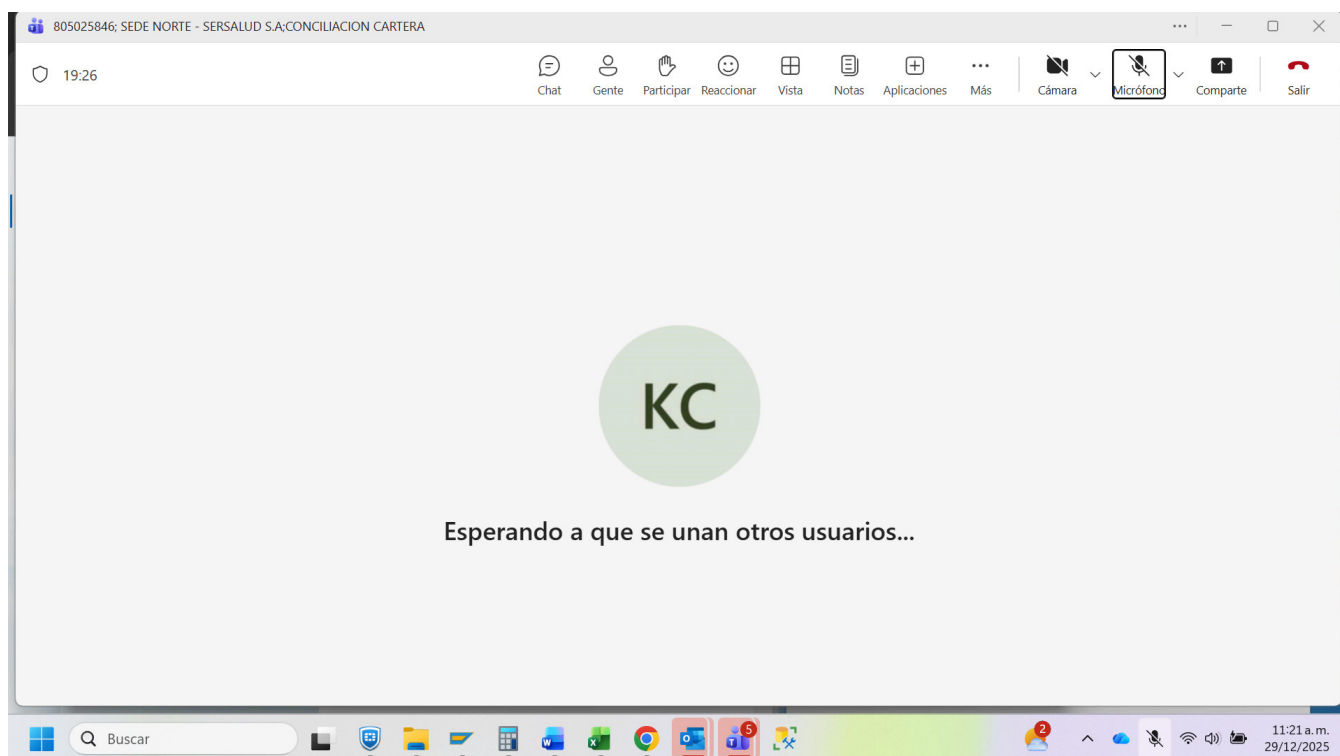 805025846; SEDE NORTE - SERSALUD S.A;CONCILIACION CARTERA
19:26
Chat Gente Participar Reaccionar Vista Notas Aplicaciones Más Cámara Micrófono Comparte Salir
KC
Esperando a que se unan otros usuarios...
Buscar
5
2
11:21 a. m.
29/12/2025